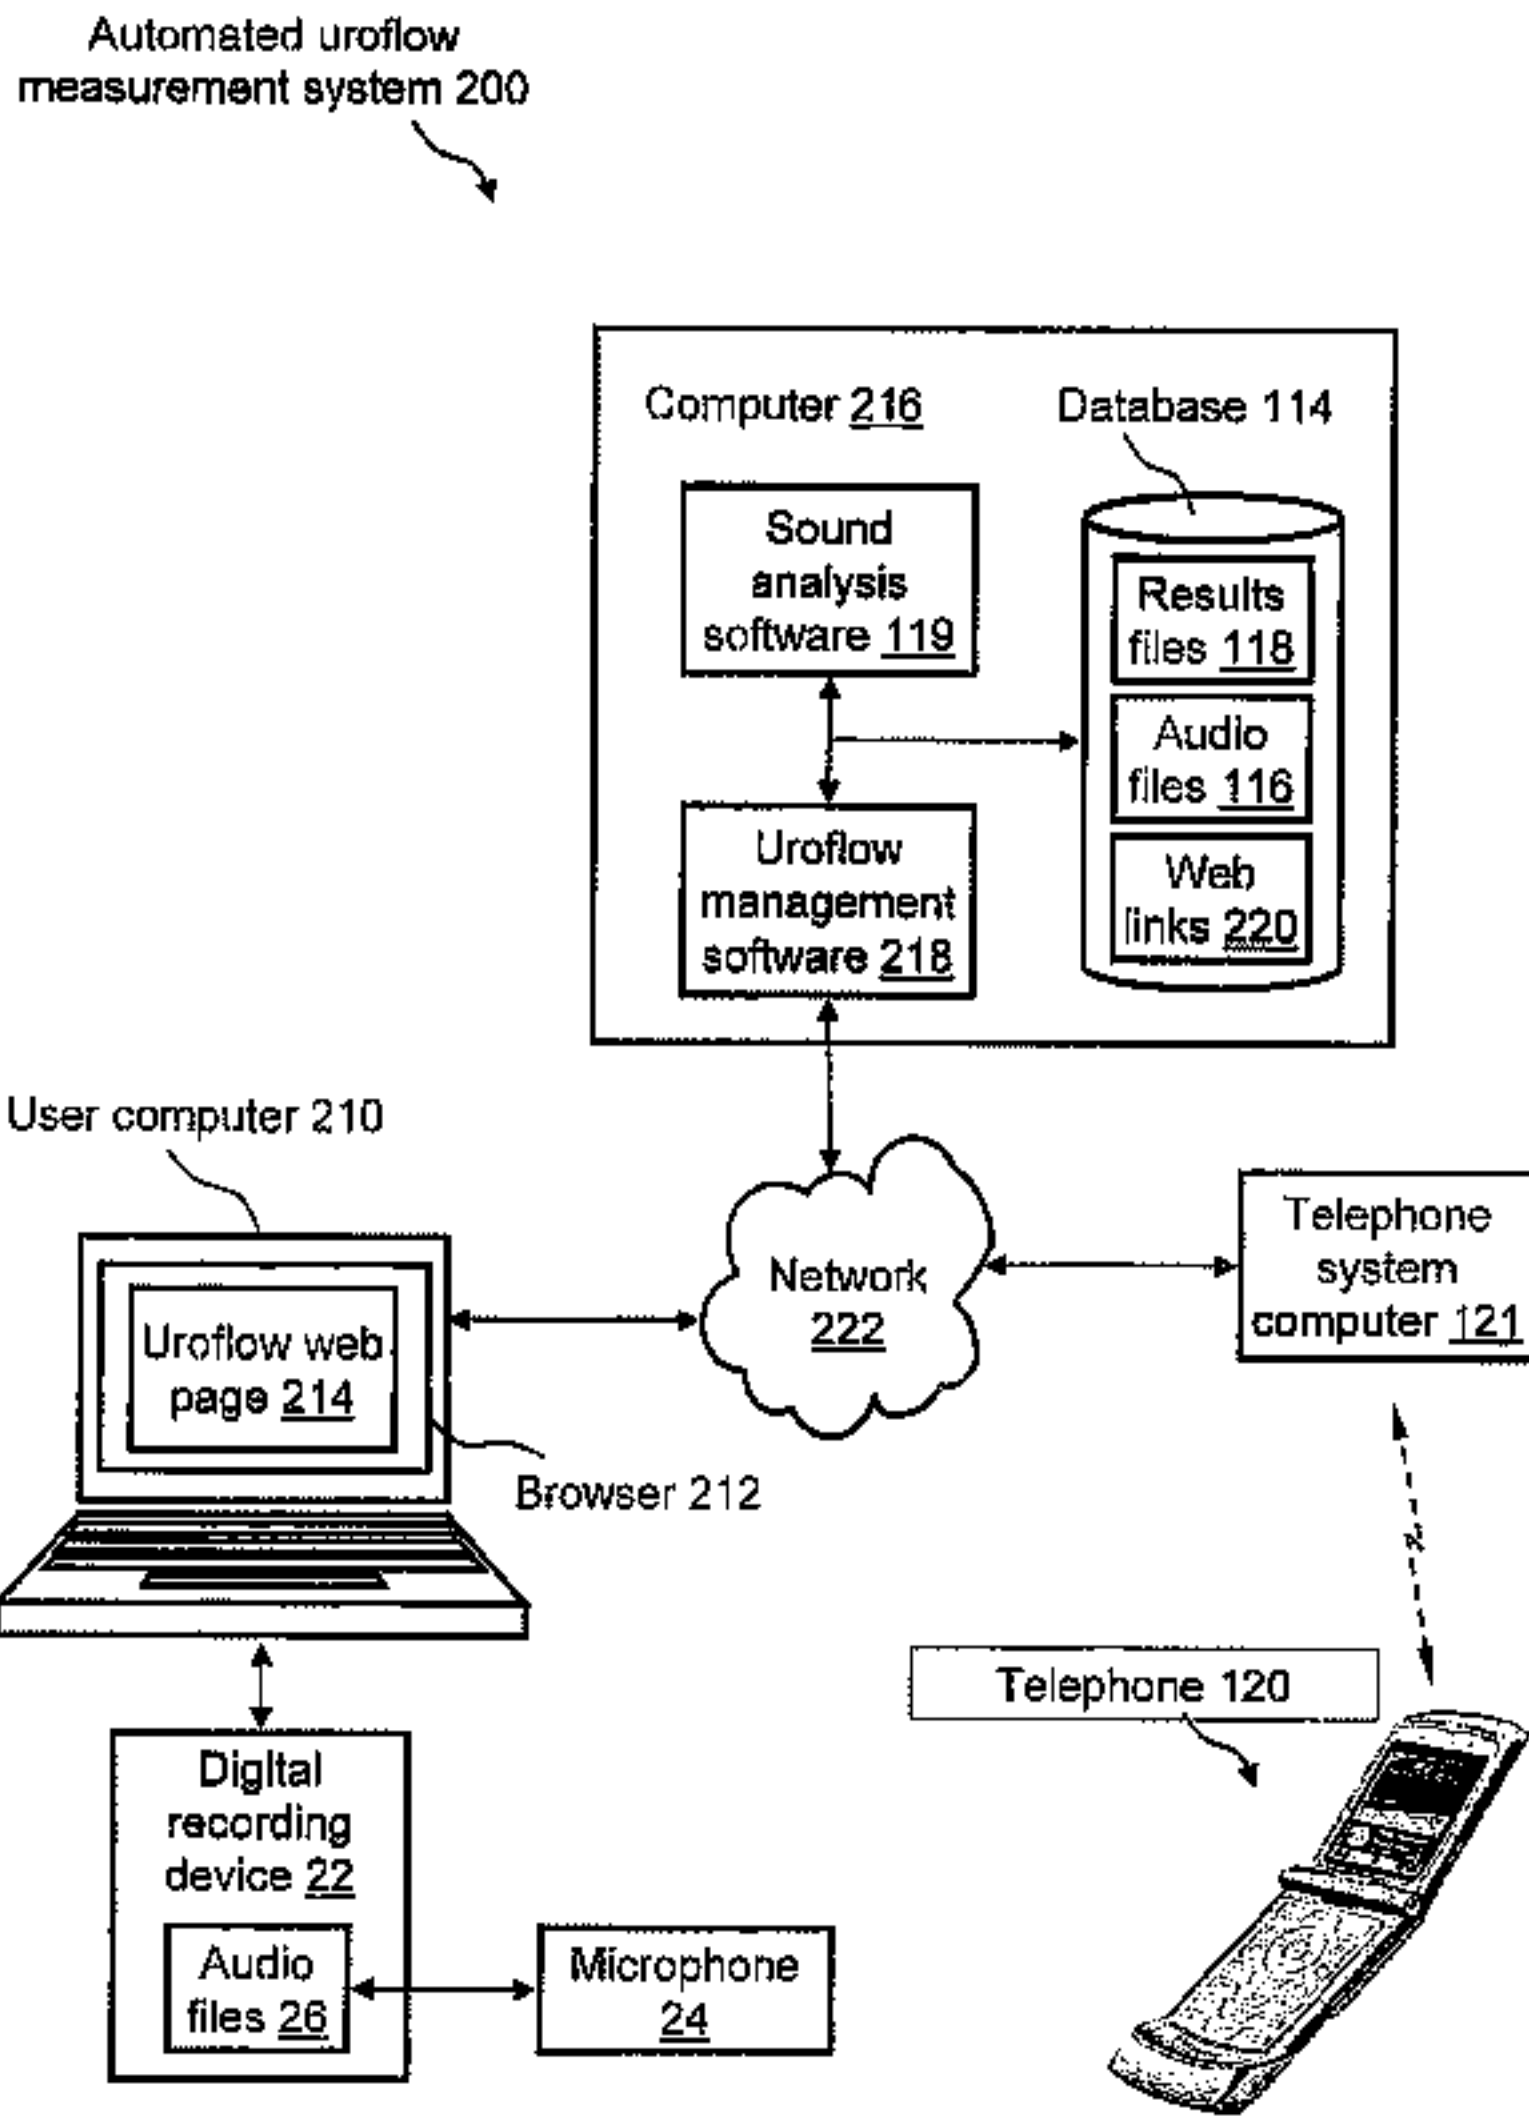 Automated uroflow
measurement system 200
Computer 216
Database 114
Sound
analysis
software 119
Results
files 118
Audio
files 116
Uroflow
management
software 218
Web
links 220
User computer 210
Network
222
Telephone
system
computer 121
Uroflow web
page 214
Browser 212
Telephone 120
Digital
recording
device 22
Audio
files 26
Microphone
24